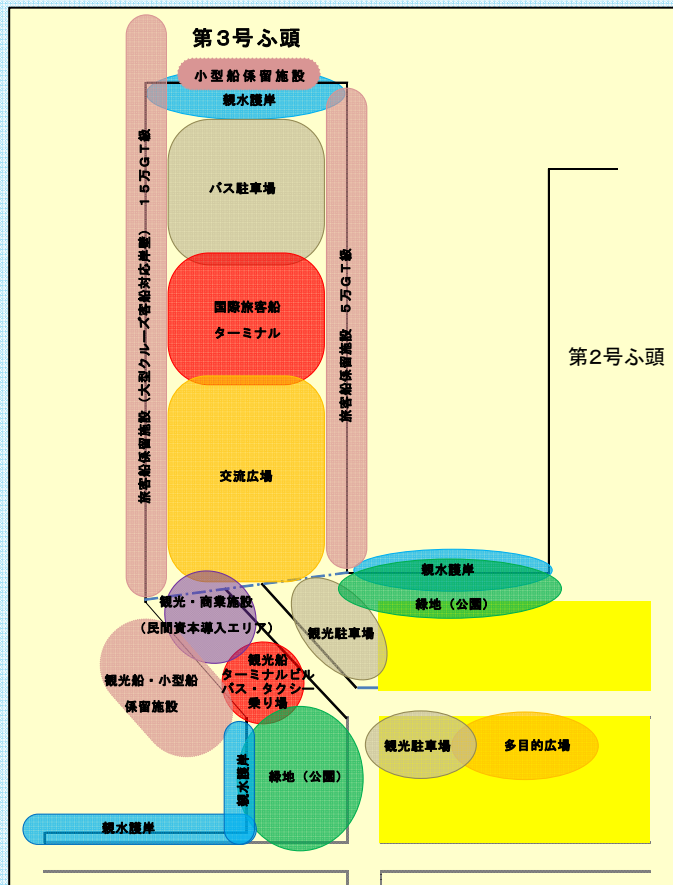 第3号ふ頭
小型船係留施設
親水護岸
旅客船係留施設（大型クルーズ客船対応岸壁）　15万GT級
バス駐車場
旅客船係留施設　5万GT級
国際旅客船
ターミナル
第2号ふ頭
交流広場
親水護岸
緑地（公園）
観光・商業施設
（民間資本導入エリア）
観光駐車場
観光船
ターミナルビル
バス・タクシー
乗り場
観光船・小型船
係留施設
観光駐車場
多目的広場
緑地（公園）
親水護岸
親水護岸